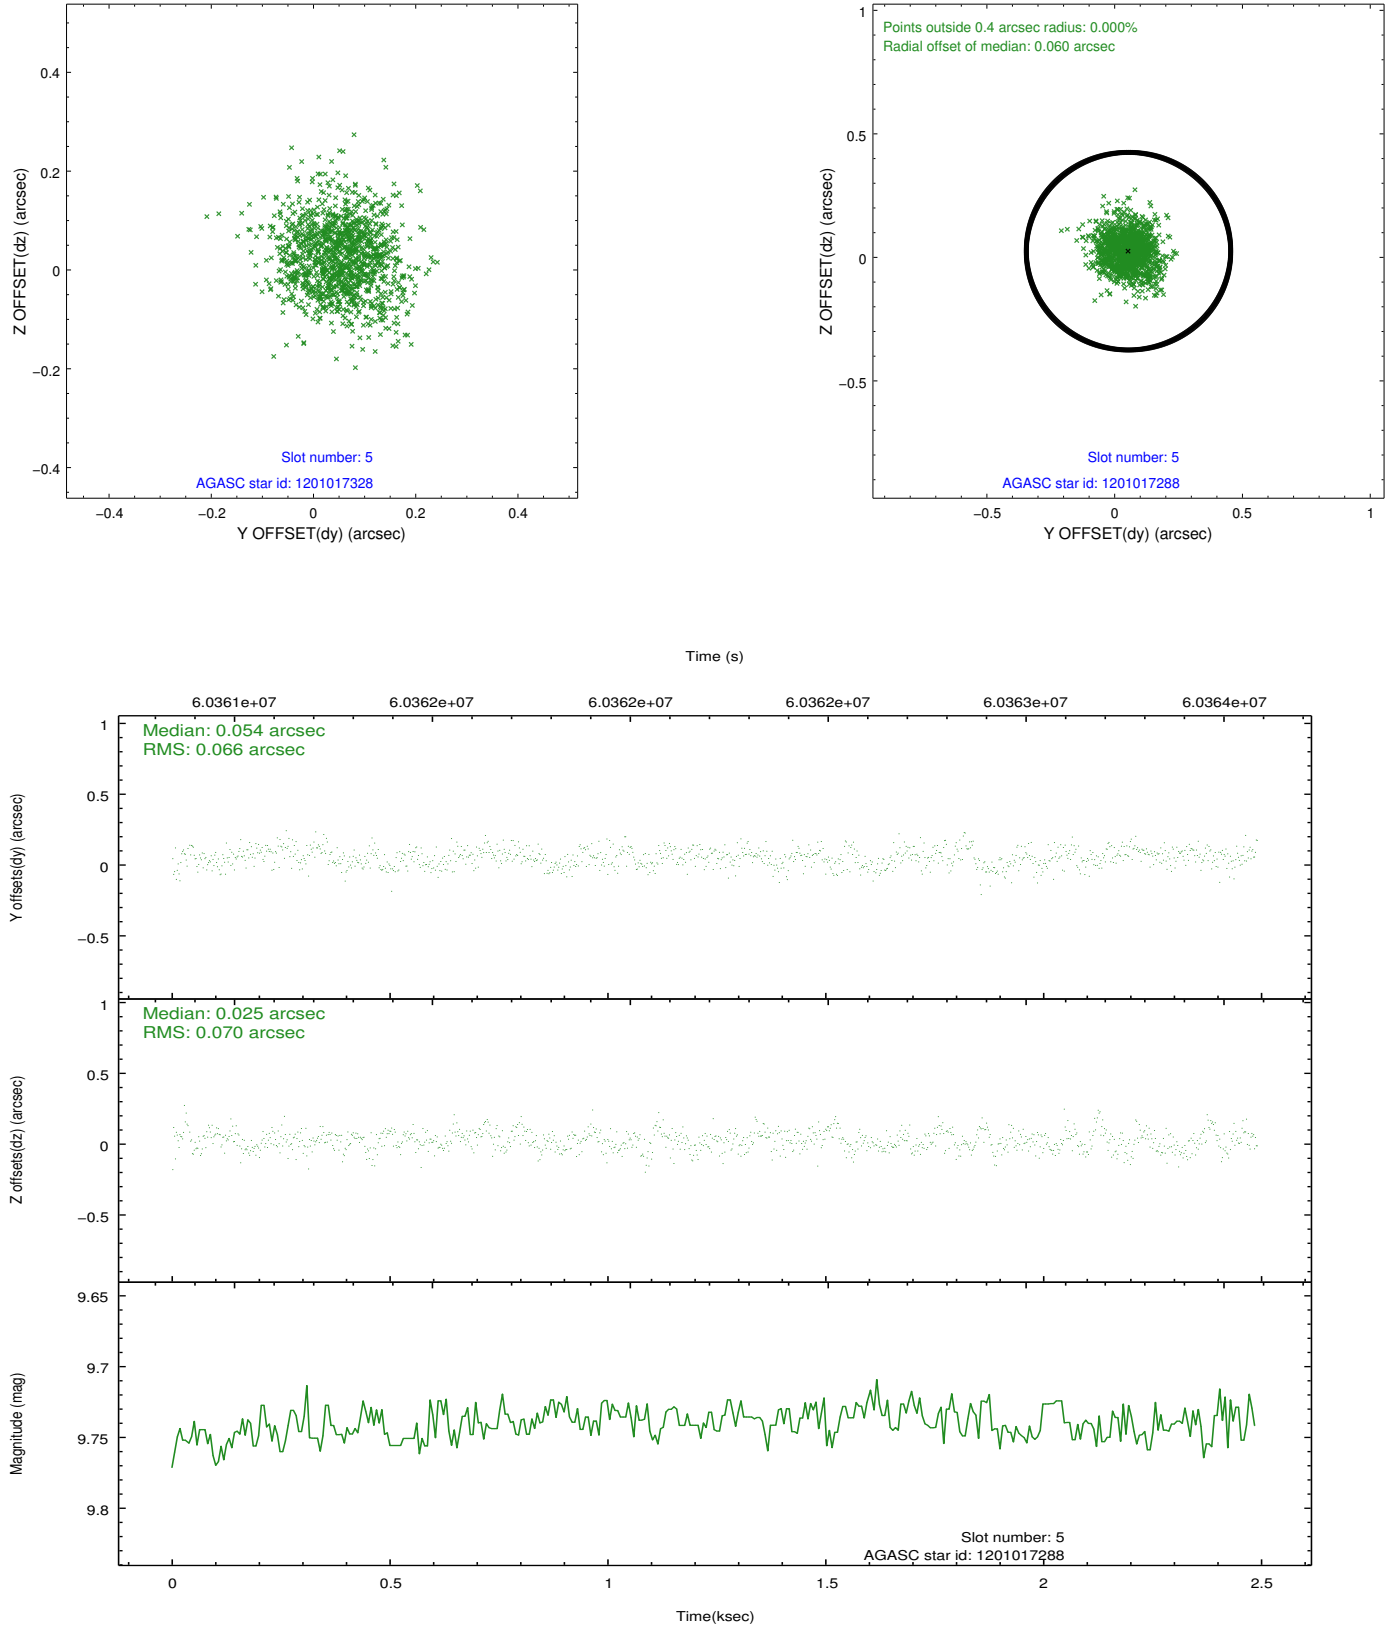 0.4
0.2
0
−0.2
−0.4
Z OFFSET(dz) (arcsec)
Slot number: 5
AGASC star id: 1201017328
−0.4
−0.2
0
0.2
0.4
Y OFFSET(dy) (arcsec)
1
0.5
0
−0.5
Z OFFSET(dz) (arcsec)
Points outside 0.4 arcsec radius: 0.000%
Radial offset of median: 0.060 arcsec
Slot number: 5
AGASC star id: 1201017288
−0.5
0
0.5
1
Y OFFSET(dy) (arcsec)
Time (s)
6.0361e+07
6.0362e+07
6.0362e+07
6.0362e+07
6.0363e+07
6.0364e+07
1
0.5
0
−0.5
Y offsets(dy) (arcsec)
Median: 0.054 arcsec
RMS: 0.066 arcsec
1
0.5
0
−0.5
Z offsets(dz) (arcsec)
Median: 0.025 arcsec
RMS: 0.070 arcsec
9.65
9.7
9.75
9.8
Magnitude (mag)
Slot number: 5
AGASC star id: 1201017288
0
0.5
1
1.5
2
2.5
Time(ksec)